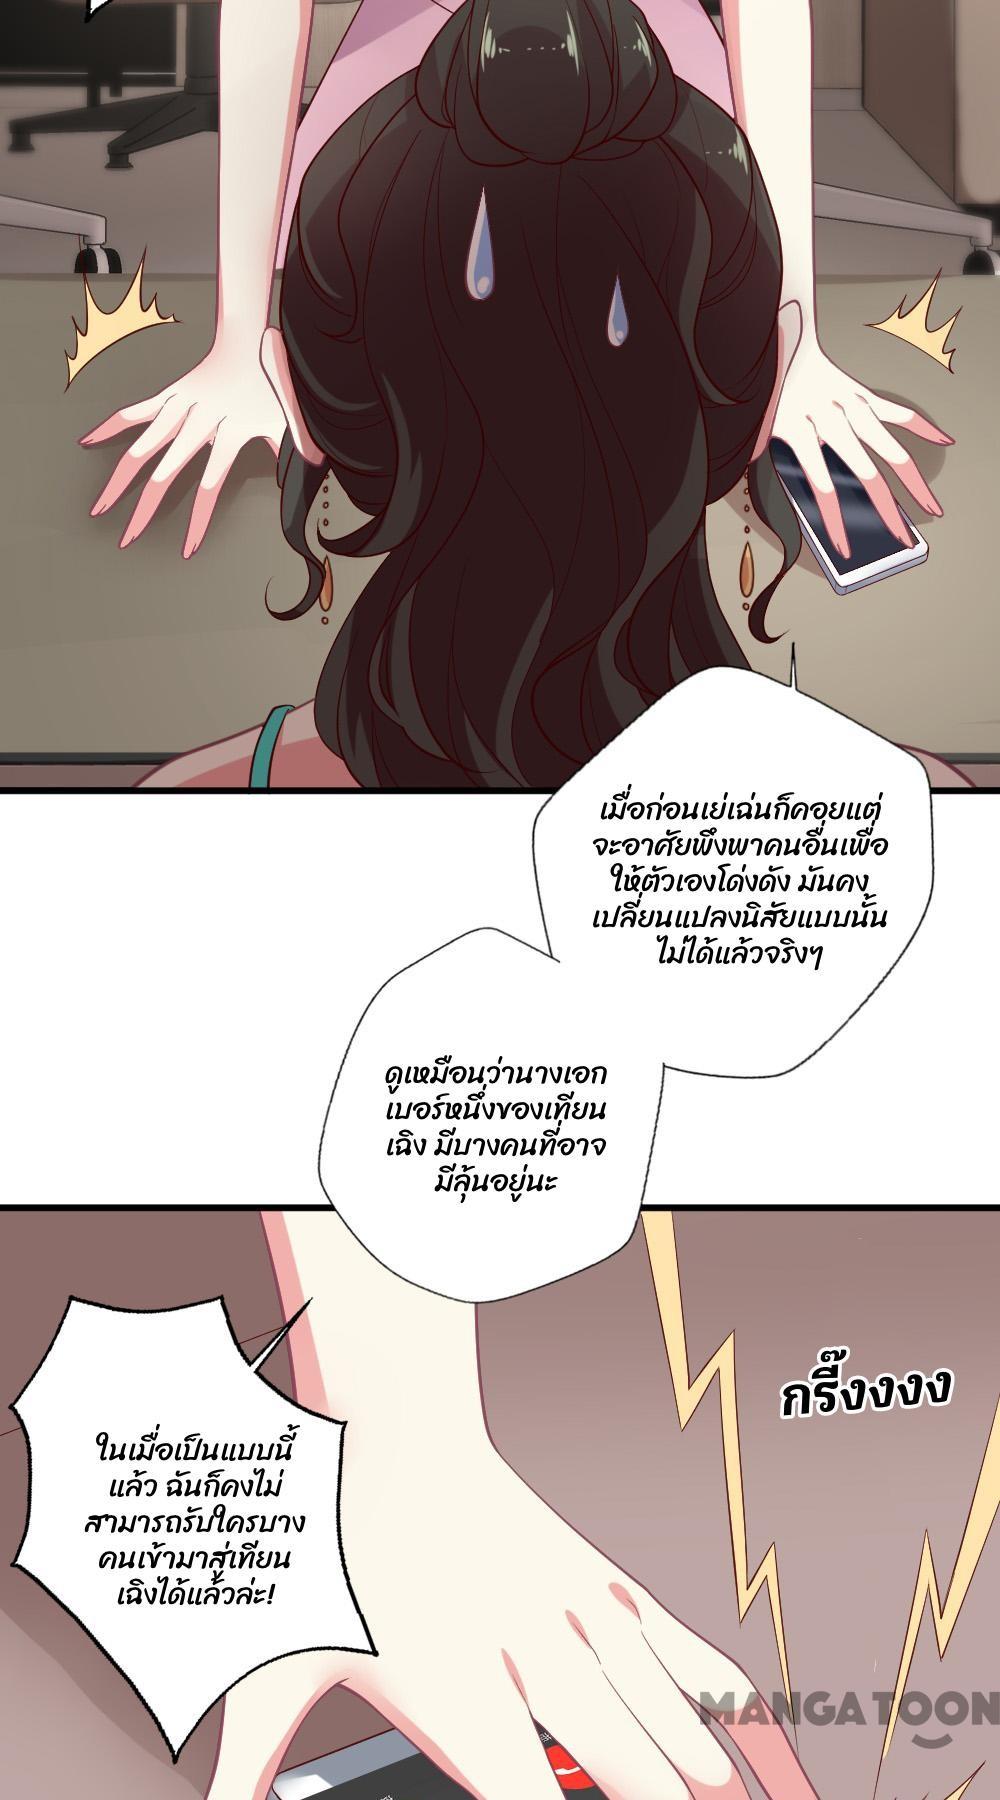 เมื่อก่อนเย่เฉ่นก็คอยแต่
จะอาศัยพึ่งพาคนอื่นเพื่อ
ให้ตัวเองโด่งดัง มันคง
เปลี่ยนแปลงนิสัยแบบนั้น
ไม่ได้แล้วจริงๆ
ดูเหมือนว่านางเอก
เบอร์หนึ่งของเทียน
เฉิง มีบางคนที่อาจ
มีลุ้นอยู่นะ
กรี๊งงงง
ในเมื่อเป็นแบบนี้
แล้ว ฉันก็คงไม่
สามารถรับใครบาง
คนเข้ามาสู่เทียน
เฉิงได้แล้วล่ะ!
MANGATOON